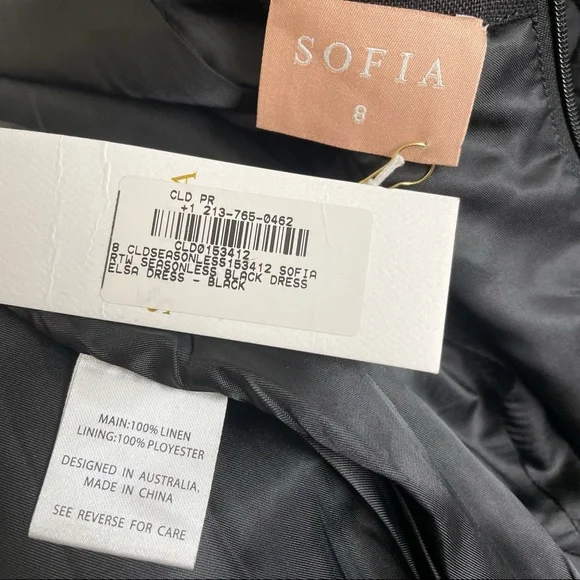 SOFIA
8
CLD PR
+1 213-765-0462
CLD0153412
8 CLDSEASONLESS153412 SOFIA
RTW SEASONLESS BLACK DRESS
ELSA DRESS - BLACK
MAIN:100% LINEN
LINING:100% PLOYESTER
DESIGNED IN AUSTRALIA,
MADE IN CHINA
SEE REVERSE FOR CARE